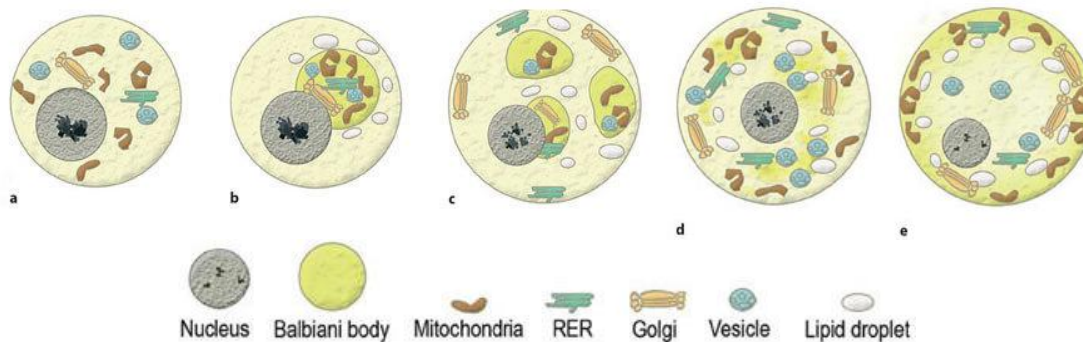 a
b
c
d
e
Nucleus
Balbiani body
Mitochondria
RER
Golgi
Vesicle
Lipid droplet